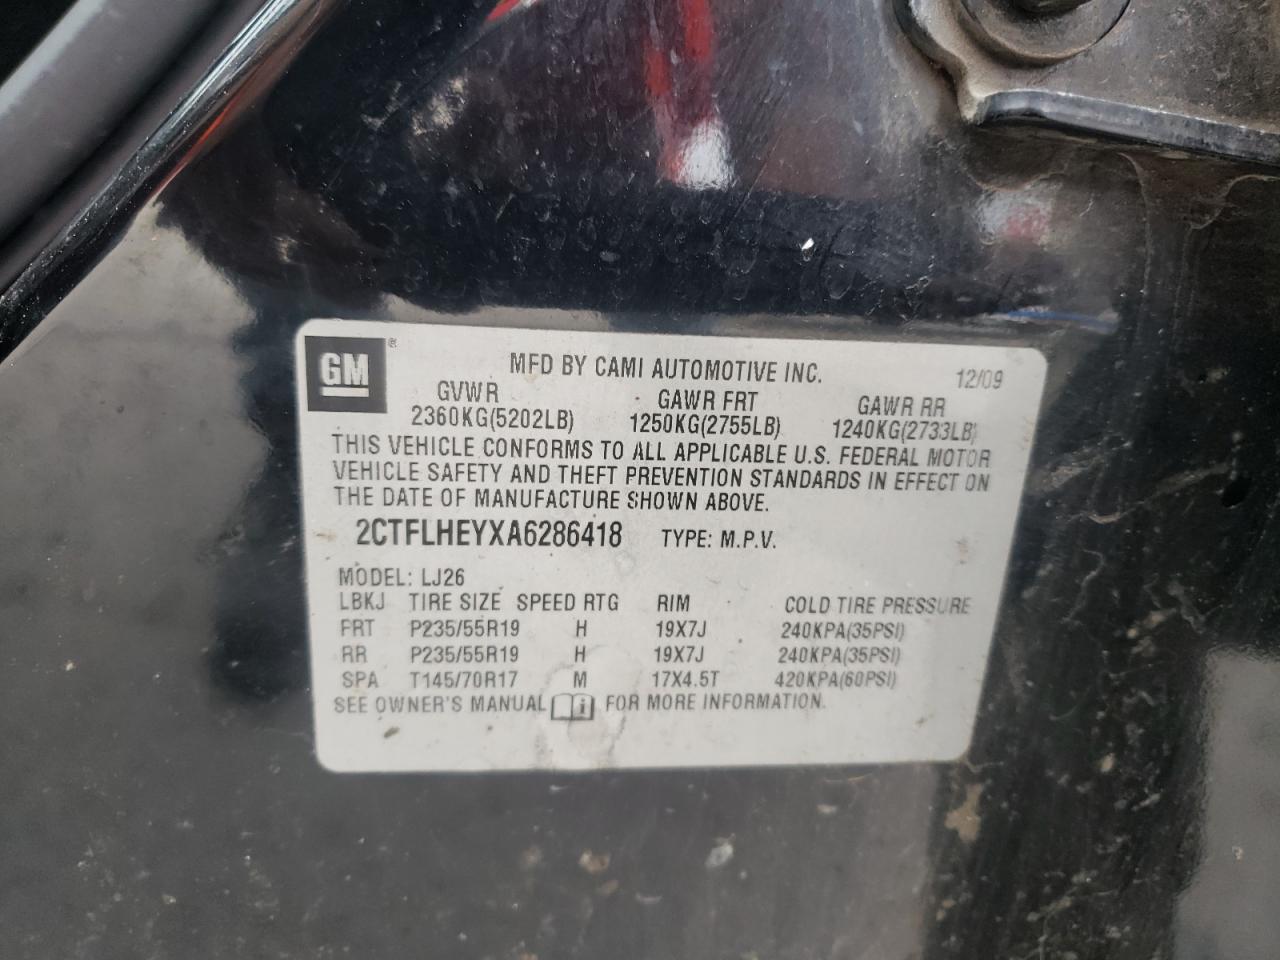 GM®
MFD BY CAMI AUTOMOTIVE INC. 12/09
GVWR GAWR FRT GAWR RR
2360KG(5202LB) 1250KG(2755LB) 1240KG(2733LB)
THIS VEHICLE CONFORMS TO ALL APPLICABLE U.S. FEDERAL MOTOR
VEHICLE SAFETY AND THEFT PREVENTION STANDARDS IN EFFECT ON
THE DATE OF MANUFACTURE SHOWN ABOVE.
2CTFLHEYXA6286418 TYPE: M.P.V.
MODEL: LJ26
LBKJ TIRE SIZE SPEED RTG RIM COLD TIRE PRESSURE
FRT P235/55R19 H 19X7J 240KPA(35PSI)
RR P235/55R19 H 19X7J 240KPA(35PSI)
SPA T145/70R17 M 17X4.5T 420KPA(60PSI)
SEE OWNER'S MANUAL i FOR MORE INFORMATION.